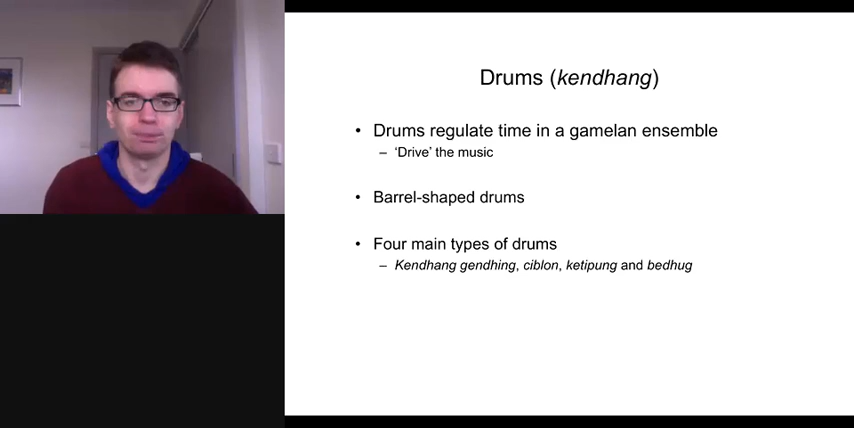 Drums (kendhang)
• Drums regulate time in a gamelan ensemble
– ‘Drive’ the music
• Barrel-shaped drums
• Four main types of drums
– Kendhang gendhing, ciblon, ketipung and bedhug